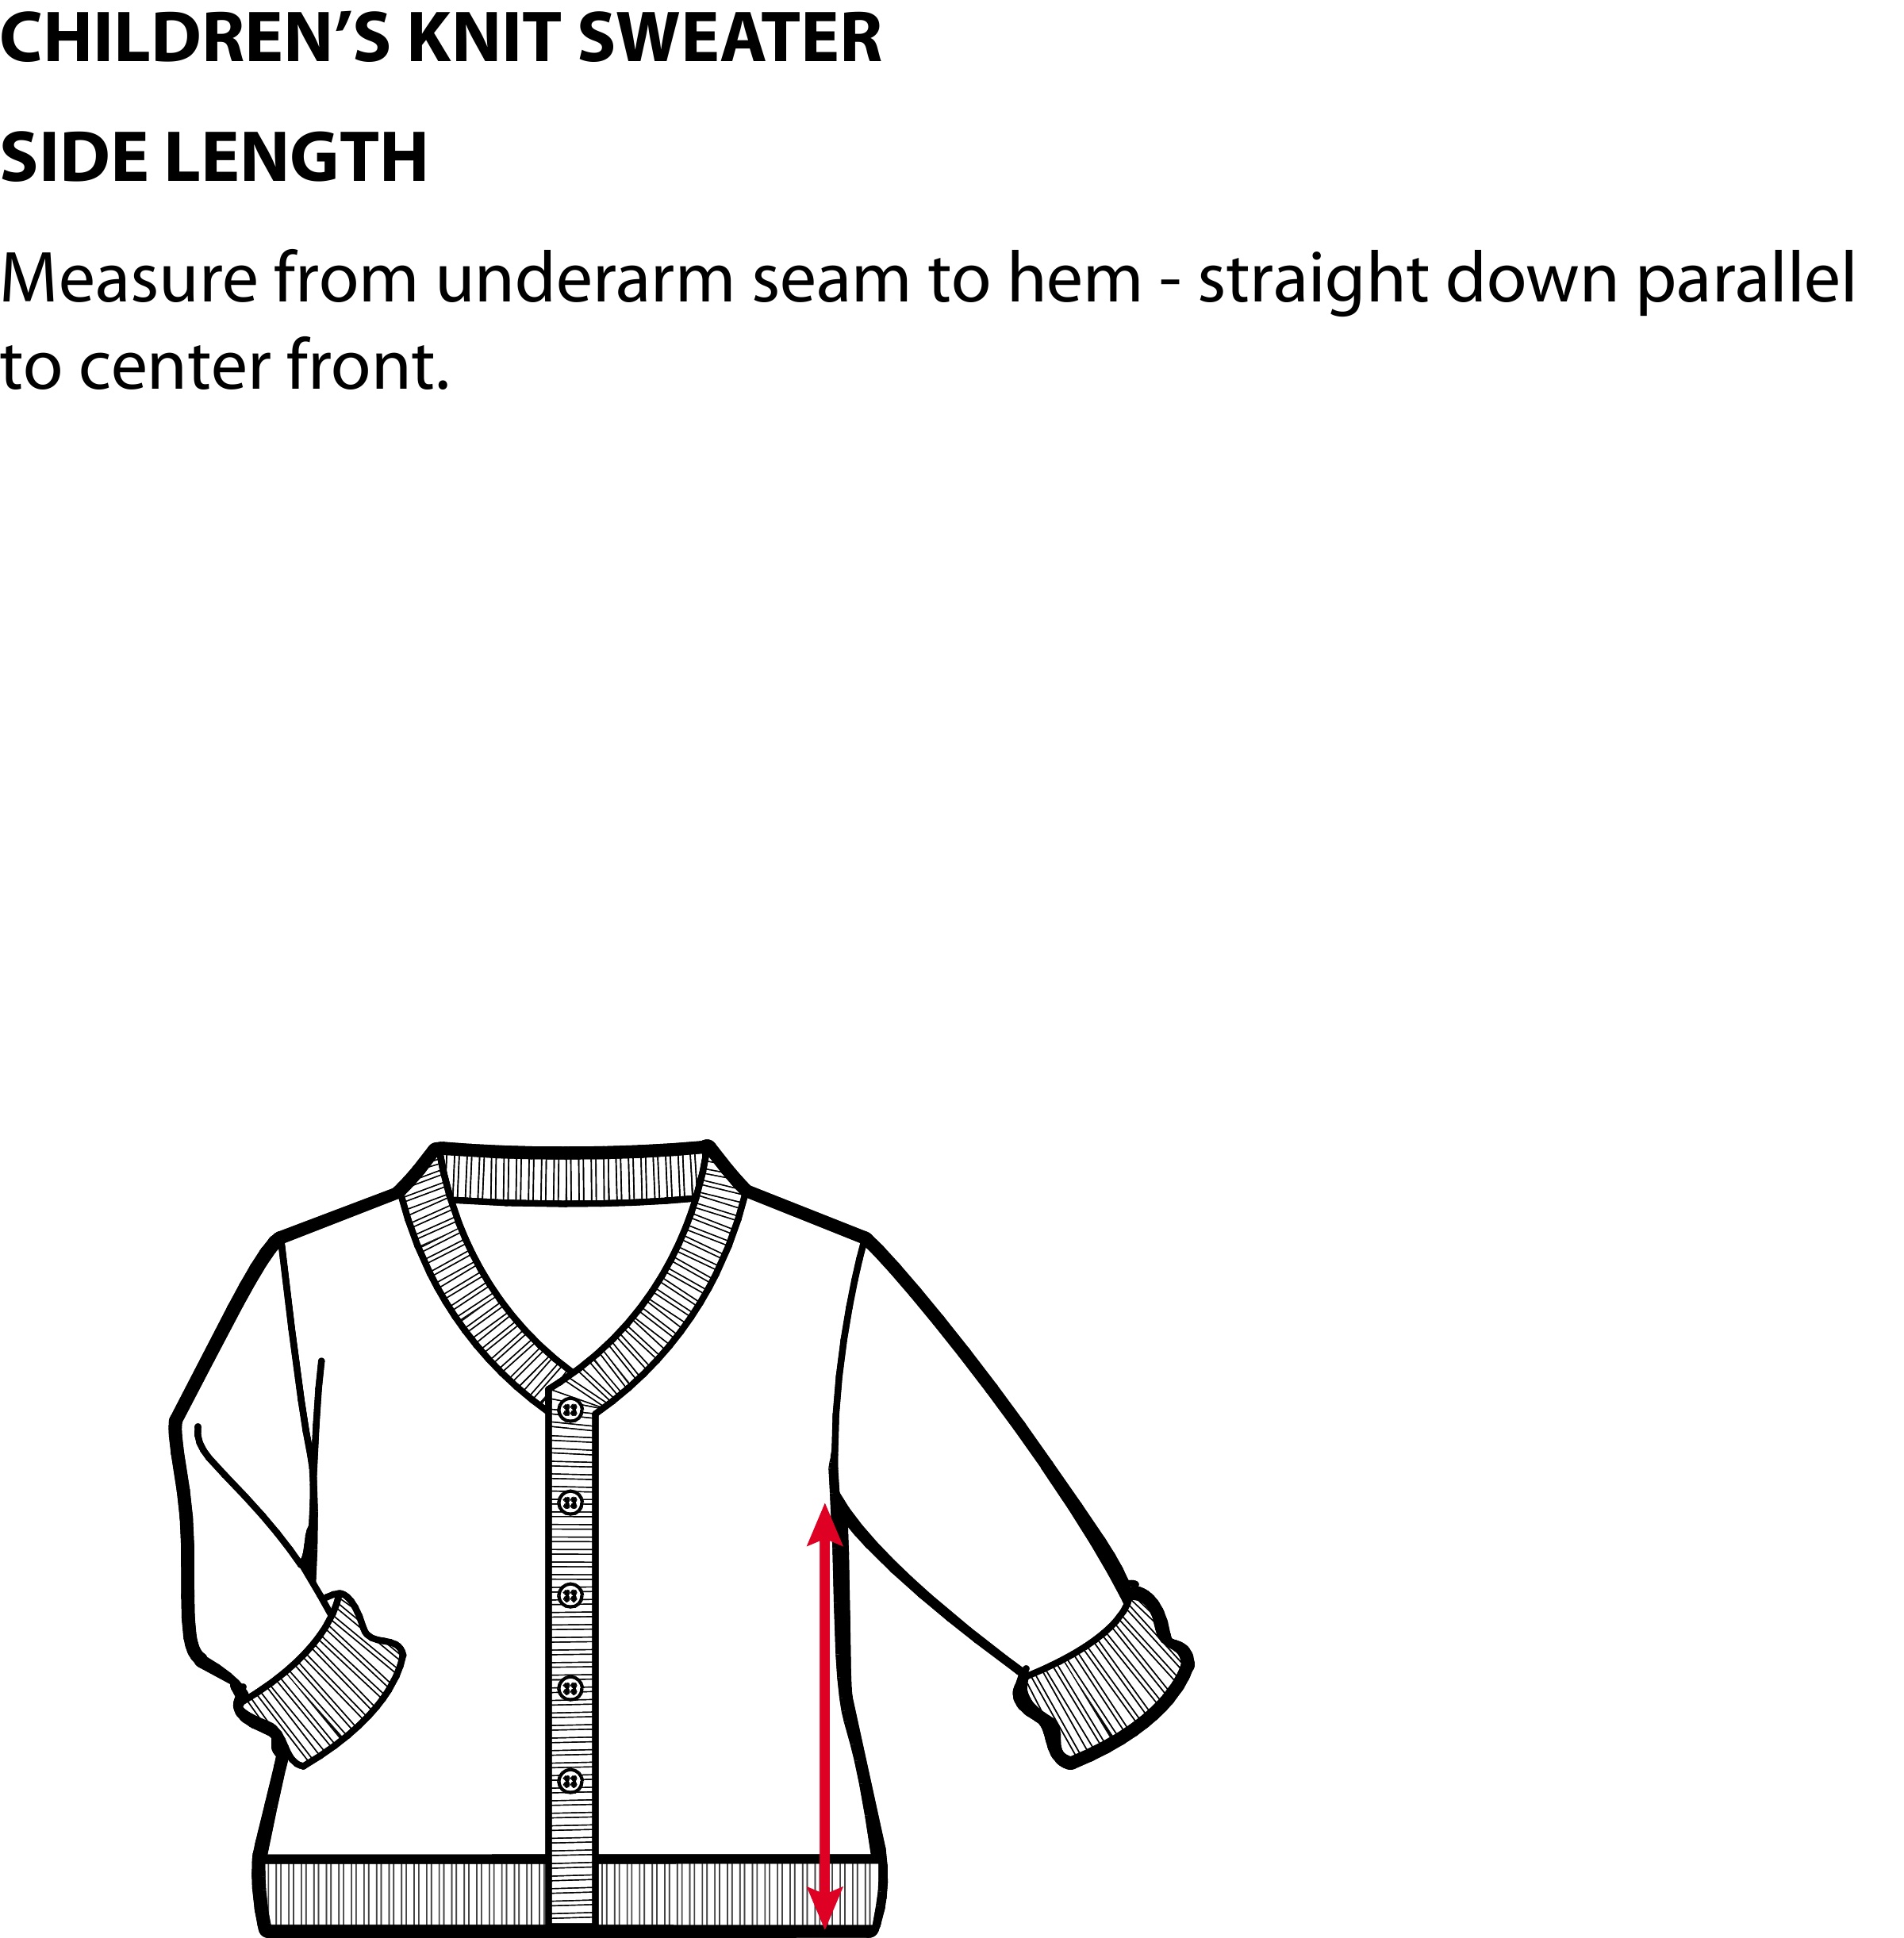 CHILDREN’S KNIT SWEATER
SIDE LENGTH
Measure from underarm seam to hem - straight down parallel
to center front.